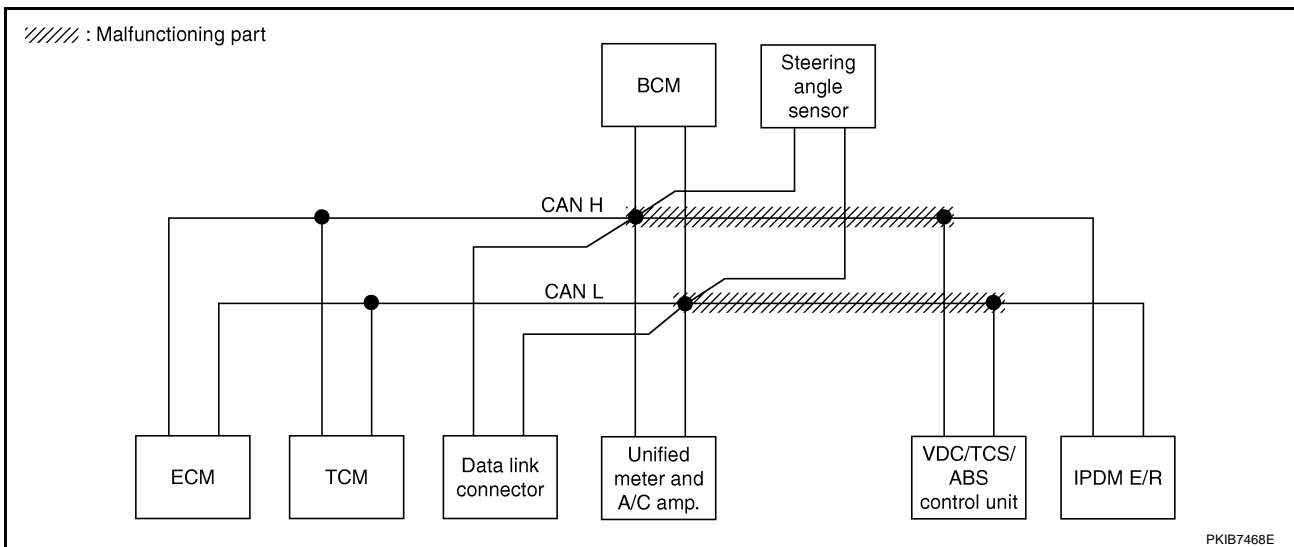 : Malfunctioning part
BCM
Steering
angle
sensor
CAN H
CAN L
ECM
TCM
Data link
connector
Unified
meter and
A/C amp.
VDC/TCS/
ABS
control unit
IPDM E/R
PKIB7468E